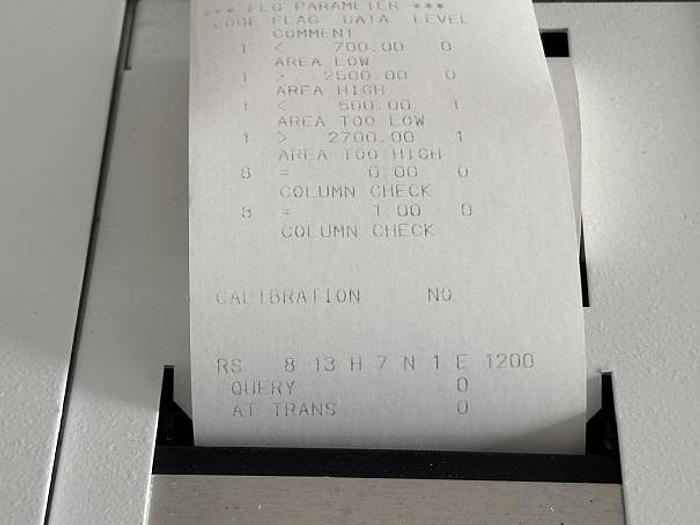 *** FLG PARAMETER ***
CODE FLAG DATA LEVEL
COMMENT
1 < 700.00 0
AREA LOW
1 > 2500.00 0
AREA HIGH
1 < 500.00 1
AREA TOO LOW
1 > 2700.00 1
AREA TOO HIGH
8 = 0.00 0
COLUMN CHECK
8 = 1.00 0
COLUMN CHECK
CALIBRATION NO
RS 8 13 H 7 N 1 E 1200
QUERY 0
AT TRANS 0